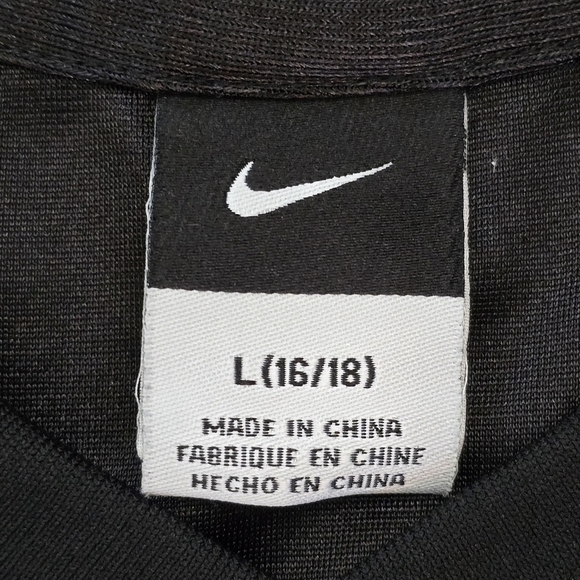 L(16/18)
MADE IN CHINA
FABRIQUE EN CHINE
HECHO EN CHINA